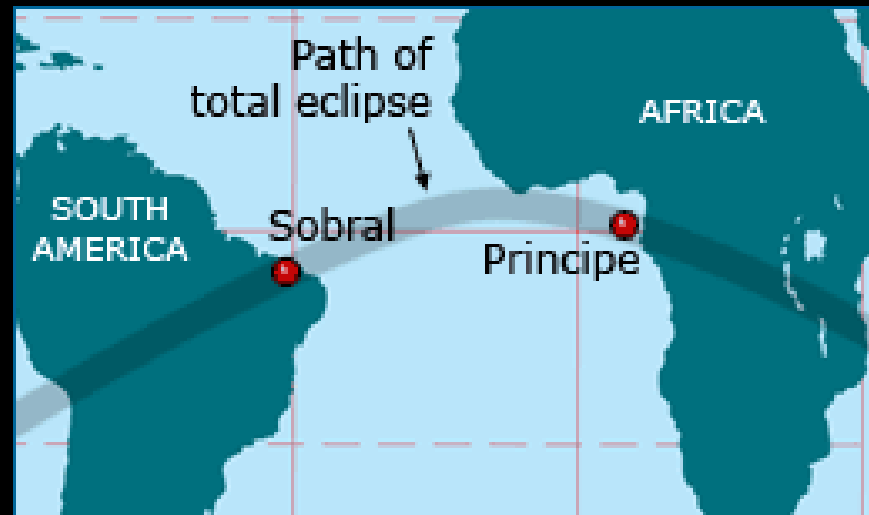 Path of
total eclipse
AFRICA
SOUTH
AMERICA
Sobral
Principe